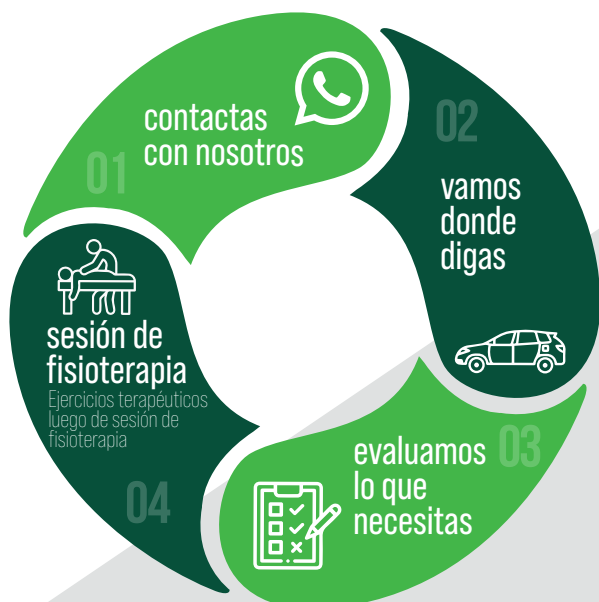 01
contactas
con nosotros
02
vamos
donde
digas
03
evaluamos
lo que
necesitas
04
sesión de
fisioterapia
Ejercicios terapéuticos
luego de sesión de
fisioterapia